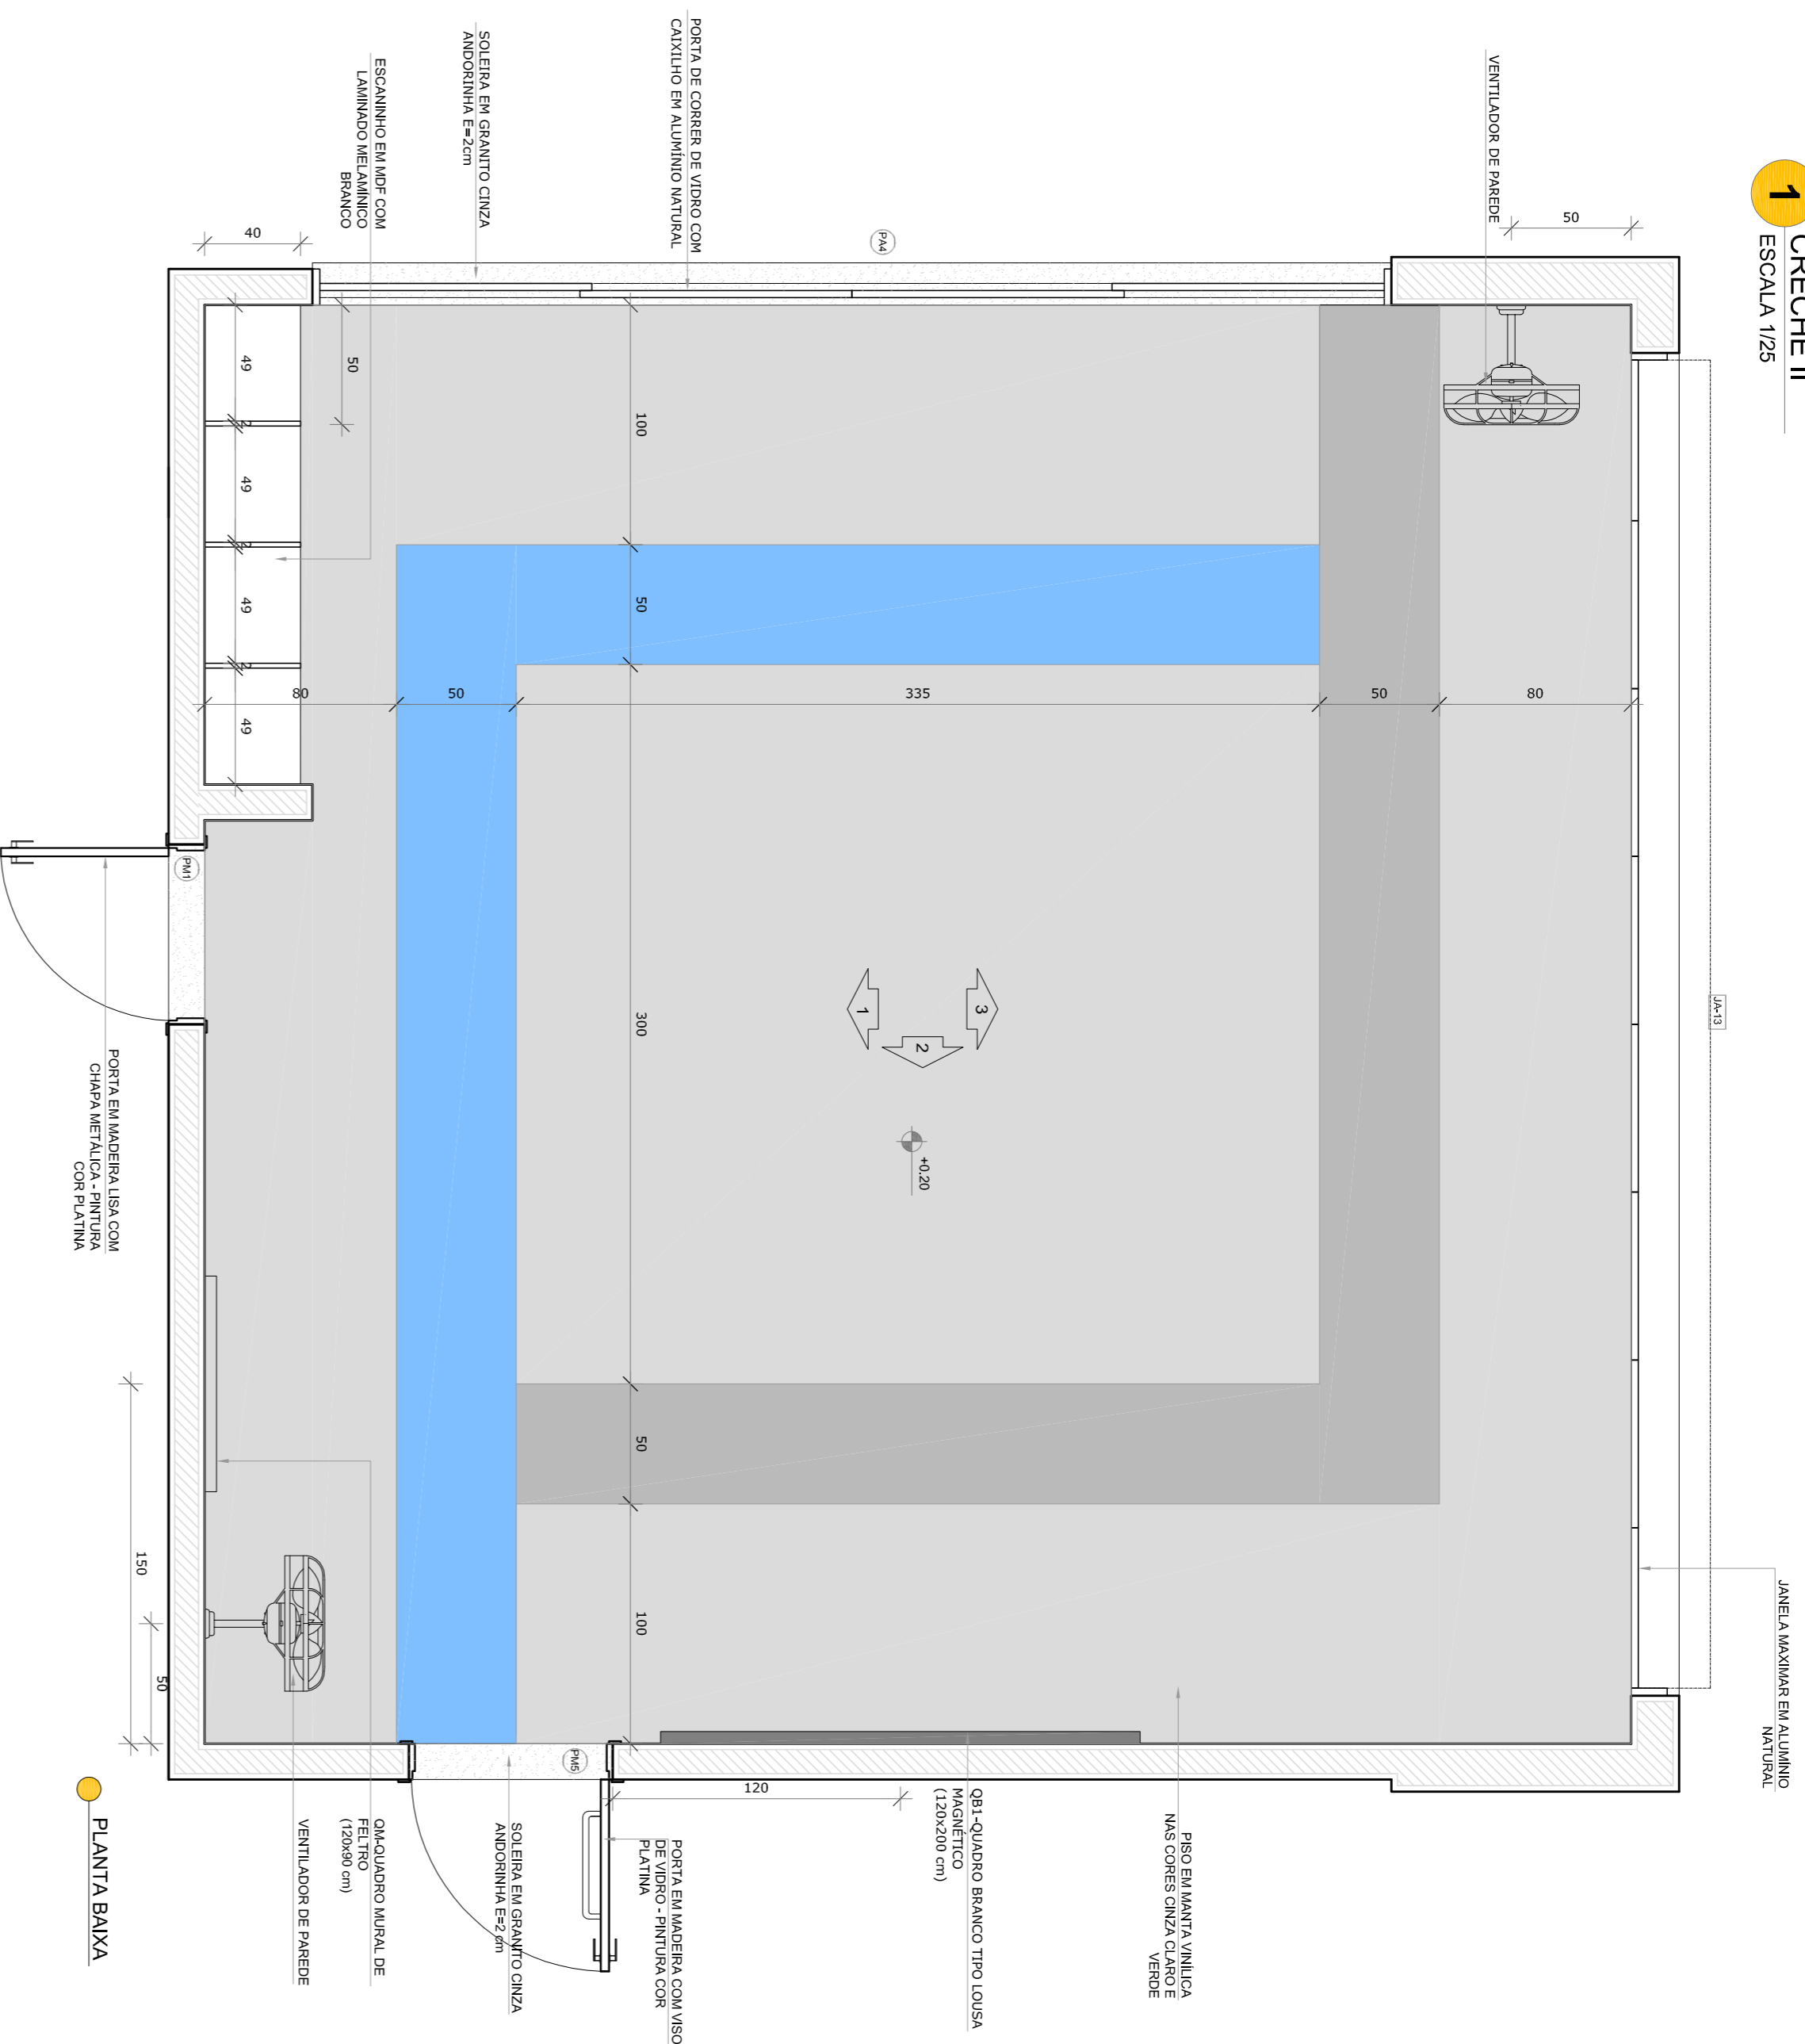 1
CRECHE II
ESCALA 1/25
VENTILADOR DE PAREDE
50
JA-13
JANELA MAXIMAR EM ALUMÍNIO
NATURAL
PORTA DE CORRER DE VIDRO COM
CAIXILHO EM ALUMÍNIO NATURAL
PA4
SOLEIRA EM GRANITO CINZA
ANDORINHA E=2cm
ESCANINHO EM MDF COM
LAMINADO MELAMÍNICO
BRANCO
40
49
2
49
2
49
2
49
50
100
50
300
50
100
80
50
335
50
80
3
2
1
+0,20
PISO EM MANTA VINÍLICA
NAS CORES CINZA CLARO E
VERDE
QB1-QUADRO BRANCO TIPO LOUSA
MAGNÉTICO
(120x200 cm)
120
PORTA EM MADEIRA COM VISO
DE VIDRO - PINTURA COR
PLATINA
PM5
SOLEIRA EM GRANITO CINZA
ANDORINHA E=2 cm
QM-QUADRO MURAL DE
FELTRO
(120x90 cm)
VENTILADOR DE PAREDE
PM1
PORTA EM MADEIRA LISA COM
CHAPA METÁLICA - PINTURA
COR PLATINA
150
50
PLANTA BAIXA